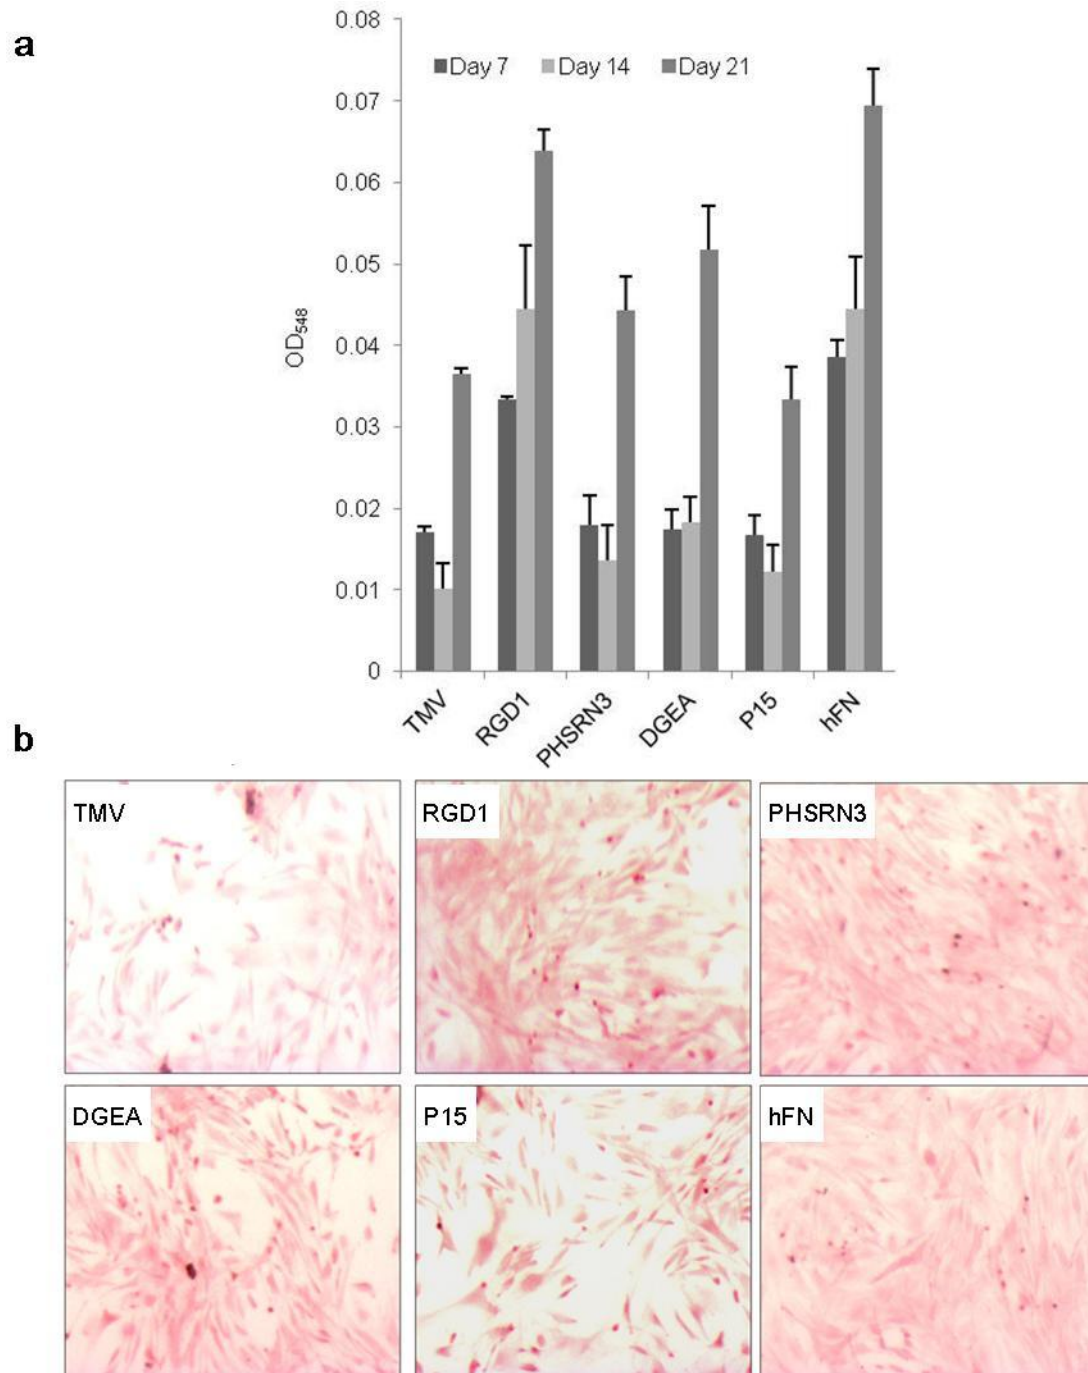 a
0.08
Day 7 Day 14 Day 21
0.07
0.06
0.05
OD548
0.04
0.03
0.02
0.01
0
TMV RGD1 PHSRN3 DGEA P15 hFN
b
TMV RGD1 PHSRN3
DGEA P15 hFN